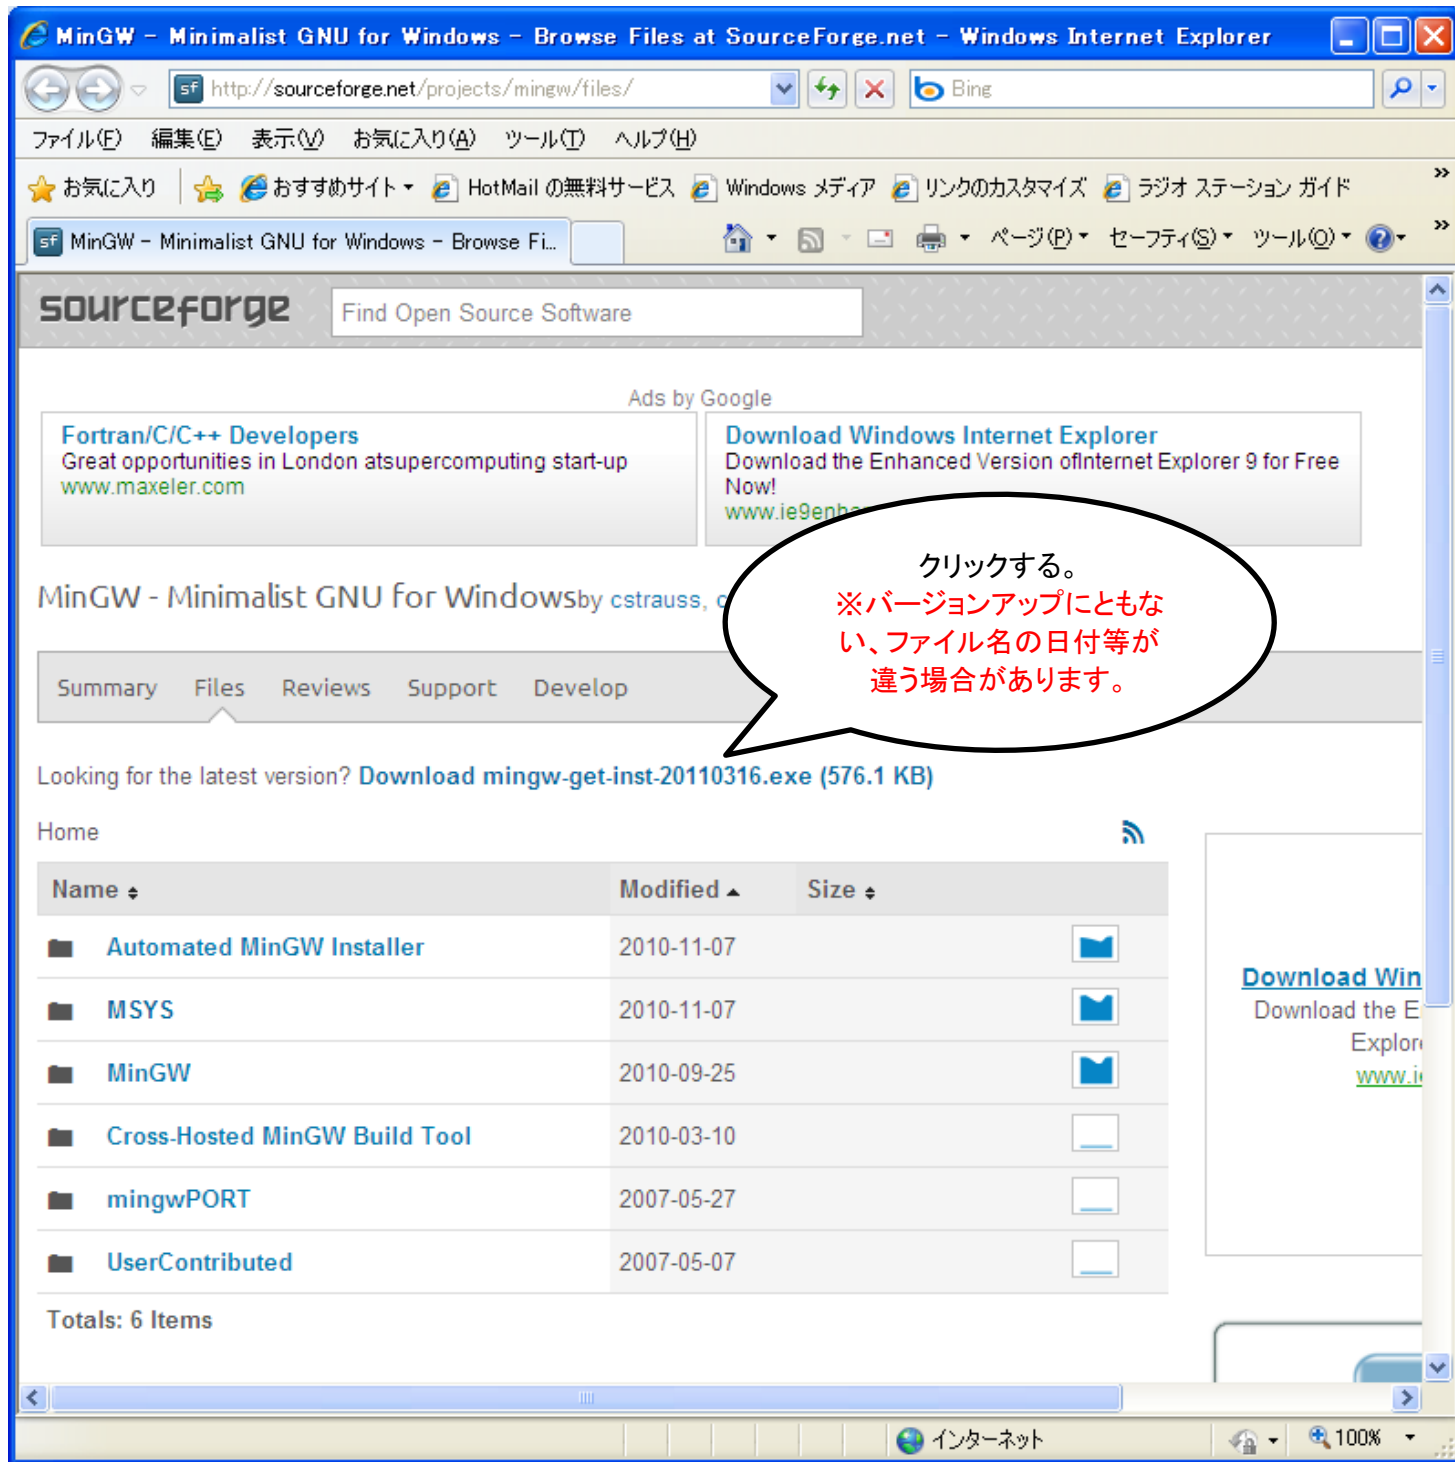 MinGW - Minimalist GNU for Windows - Browse Files at SourceForge.net - Windows Internet Explorer
http://sourceforge.net/projects/mingw/files/
Bing
ファイル(F) 編集(E) 表示(V) お気に入り(A) ツール(T) ヘルプ(H)
お気に入り おすすめサイト HotMail の無料サービス Windows メディア リンクのカスタマイズ ラジオ ステーション ガイド »
MinGW - Minimalist GNU for Windows - Browse Fi... ページ(P) セーフティ(S) ツール(O) »
sourceforge Find Open Source Software
Ads by Google
Fortran/C/C++ Developers
Great opportunities in London atsupercomputing start-up
www.maxeler.com
Download Windows Internet Explorer
Download the Enhanced Version ofInternet Explorer 9 for Free
Now!
www.ie9enha
クリックする。
※バージョンアップにともな
い、ファイル名の日付等が
違う場合があります。
MinGW - Minimalist GNU for Windowsby cstrauss, c
Summary Files Reviews Support Develop
Looking for the latest version? Download mingw-get-inst-20110316.exe (576.1 KB)
Home
Name Modified Size
Automated MinGW Installer 2010-11-07
MSYS 2010-11-07
MinGW 2010-09-25
Cross-Hosted MinGW Build Tool 2010-03-10
mingwPORT 2007-05-27
UserContributed 2007-05-07
Totals: 6 Items
Download Win
Download the E
Explor
www.i
インターネット 100%